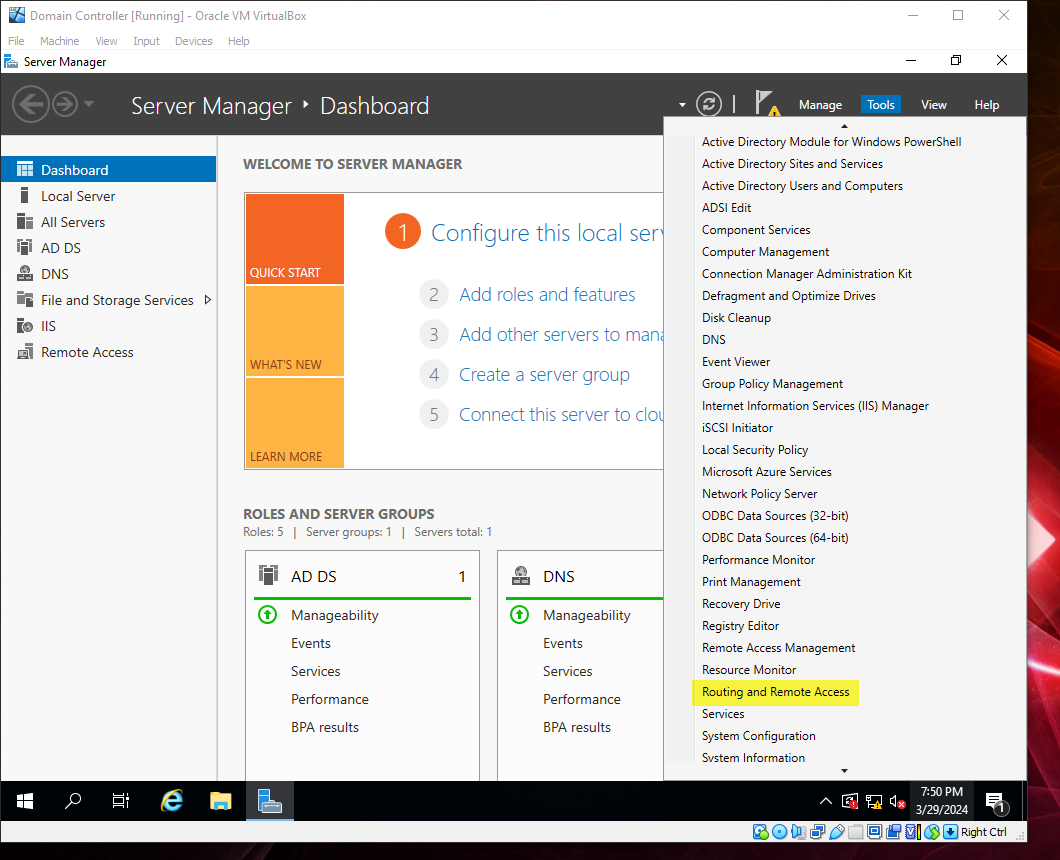 Domain Controller [Running] - Oracle VM VirtualBox
File Machine View Input Devices Help
Server Manager
Server Manager Dashboard
Manage Tools View Help
Dashboard
Local Server
All Servers
AD DS
DNS
File and Storage Services
IIS
Remote Access
WELCOME TO SERVER MANAGER
QUICK START
WHAT'S NEW
LEARN MORE
1 Configure this local serv
2 Add roles and features
3 Add other servers to mana
4 Create a server group
5 Connect this server to clou
ROLES AND SERVER GROUPS
Roles: 5 | Server groups: 1 | Servers total: 1
AD DS 1
Manageability
Events
Services
Performance
BPA results
DNS
Manageability
Events
Services
Performance
BPA results
Active Directory Module for Windows PowerShell
Active Directory Sites and Services
Active Directory Users and Computers
ADSI Edit
Component Services
Computer Management
Connection Manager Administration Kit
Defragment and Optimize Drives
Disk Cleanup
DNS
Event Viewer
Group Policy Management
Internet Information Services (IIS) Manager
iSCSI Initiator
Local Security Policy
Microsoft Azure Services
Network Policy Server
ODBC Data Sources (32-bit)
ODBC Data Sources (64-bit)
Performance Monitor
Print Management
Recovery Drive
Registry Editor
Remote Access Management
Resource Monitor
Routing and Remote Access
Services
System Configuration
System Information
7:50 PM
3/29/2024
1
Right Ctrl